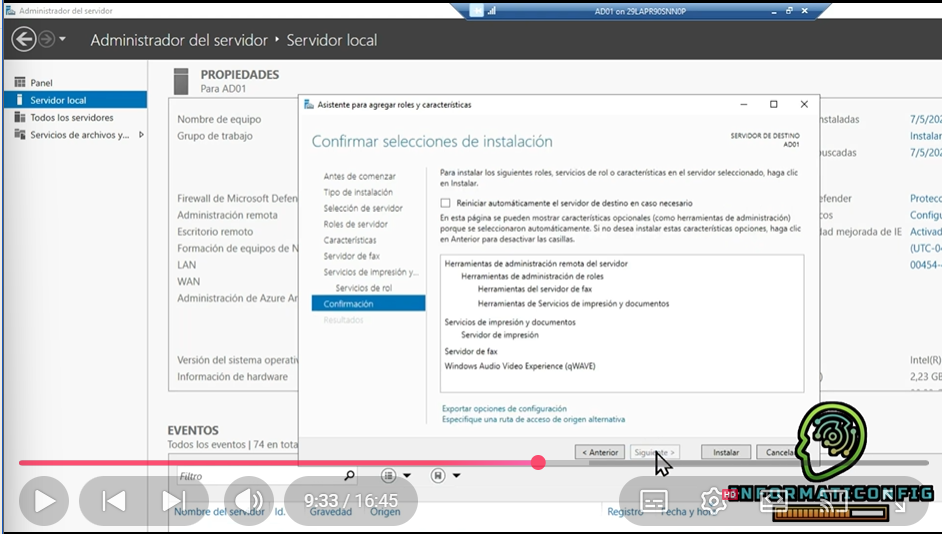 Administrador del servidor
AD01 on 29LAPR90SNN0P
Administrador del servidor • Servidor local
Panel
Servidor local
Todos los servidores
Servicios de archivos y...
PROPIEDADES
Para AD01
Nombre de equipo
Grupo de trabajo
Firewall de Microsoft Defen
Administración remota
Escritorio remoto
Formación de equipos de N
LAN
WAN
Administración de Azure Ar
Versión del sistema operati
Información de hardware
Asistente para agregar roles y características
Confirmar selecciones de instalación
SERVIDOR DE DESTINO
AD01
Antes de comenzar
Tipo de instalación
Selección de servidor
Roles de servidor
Características
Servidor de fax
Servicios de impresión y...
Servicios de rol
Confirmación
Resultados
Para instalar los siguientes roles, servicios de rol o características en el servidor seleccionado, haga clic
en Instalar.
Reiniciar automáticamente el servidor de destino en caso necesario
En esta página se pueden mostrar características opcionales (como herramientas de administración)
porque se seleccionaron automáticamente. Si no desea instalar estas características opciones, haga clic
en Anterior para desactivar las casillas.
Herramientas de administración remota del servidor
Herramientas de administración de roles
Herramientas del servidor de fax
Herramientas de Servicios de impresión y documentos
Servicios de impresión y documentos
Servidor de impresión
Servidor de fax
Windows Audio Video Experience (qWAVE)
Exportar opciones de configuración
Especifique una ruta de acceso de origen alternativa
< Anterior
Siguiente >
Instalar
Cancela
nstaladas
7/5/202
Instalar
uscadas
7/5/202
efender
Protecc
os
Configu
dad mejorada de IE
Activad
(UTC-04
00454-4
Intel(R)
2,23 GB
EVENTOS
Todos los eventos | 74 en tota
Filtro
9:33 / 16:45
HD
INFORMATICONFIG
Nombre del servidor
Id.
Gravedad
Origen
Registro
Fecha y hora